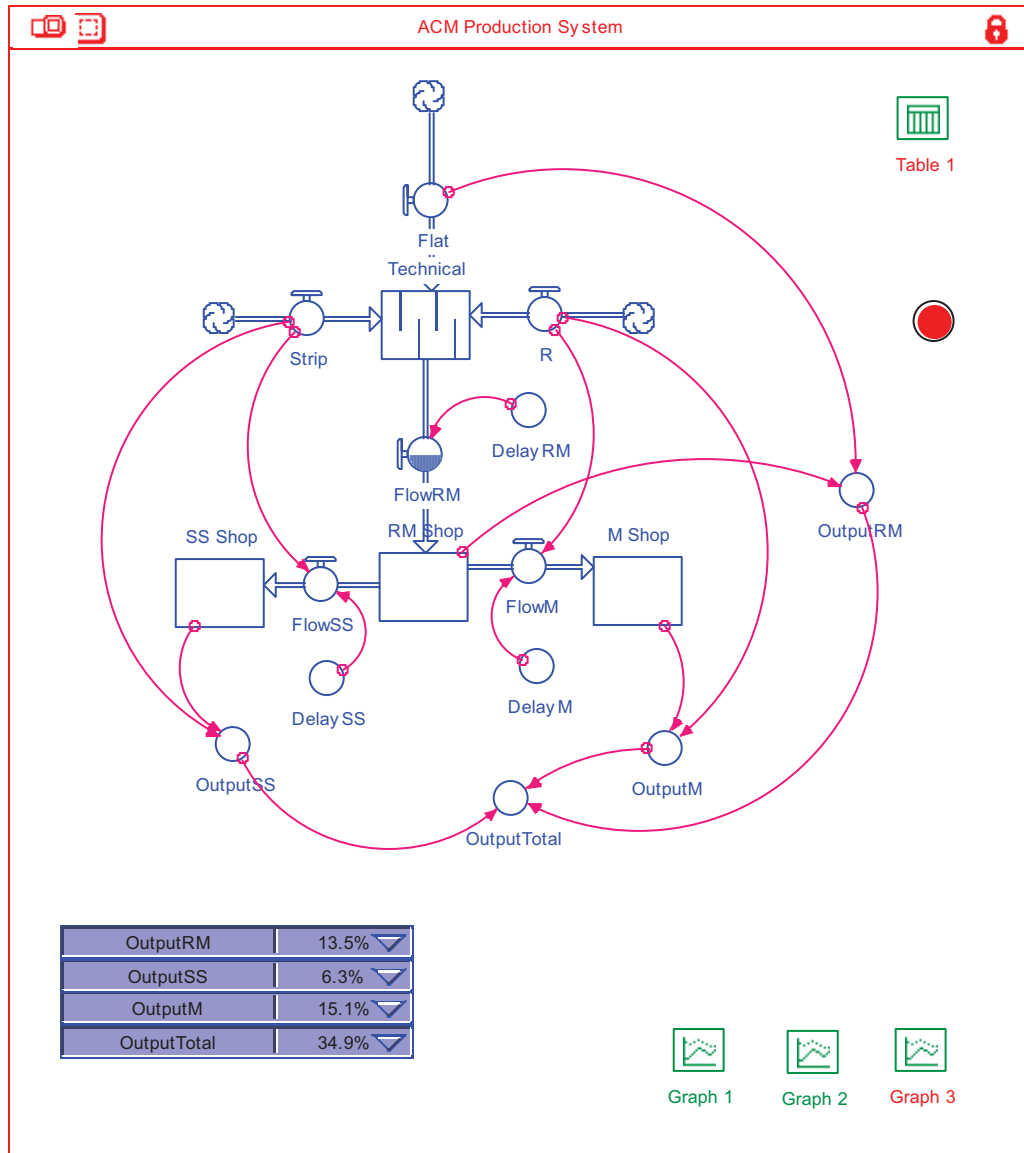 ACM Production System
Table 1
Flat
Technical
Strip
R
Delay RM
FlowRM
SS Shop
RM Shop
M Shop
OutputRM
FlowSS
FlowM
Delay SS
Delay M
OutputSS
OutputM
OutputTotal
OutputRM 13.5%
OutputSS 6.3%
OutputM 15.1%
OutputTotal 34.9%
Graph 1
Graph 2
Graph 3